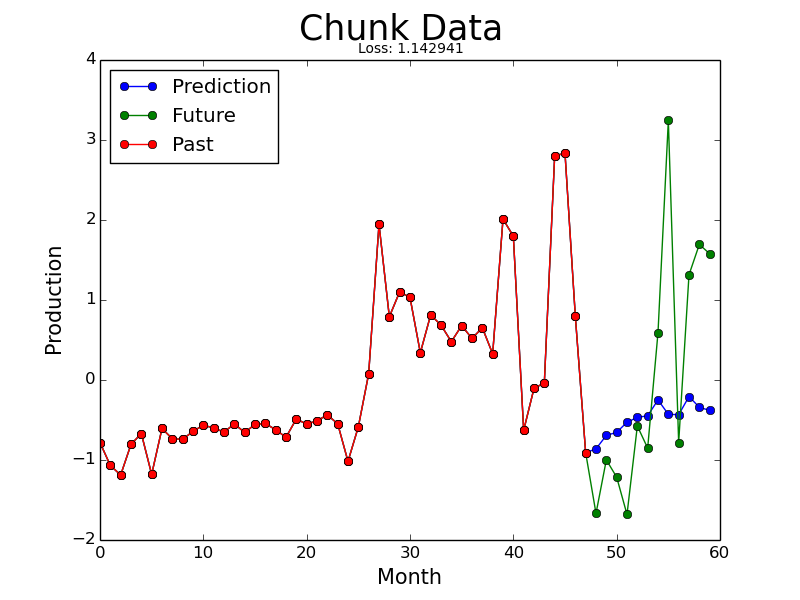 Chunk Data
Loss: 1.142941
Prediction
Future
Past
Production
4
3
2
1
0
−1
−2
0 10 20 30 40 50 60
Month